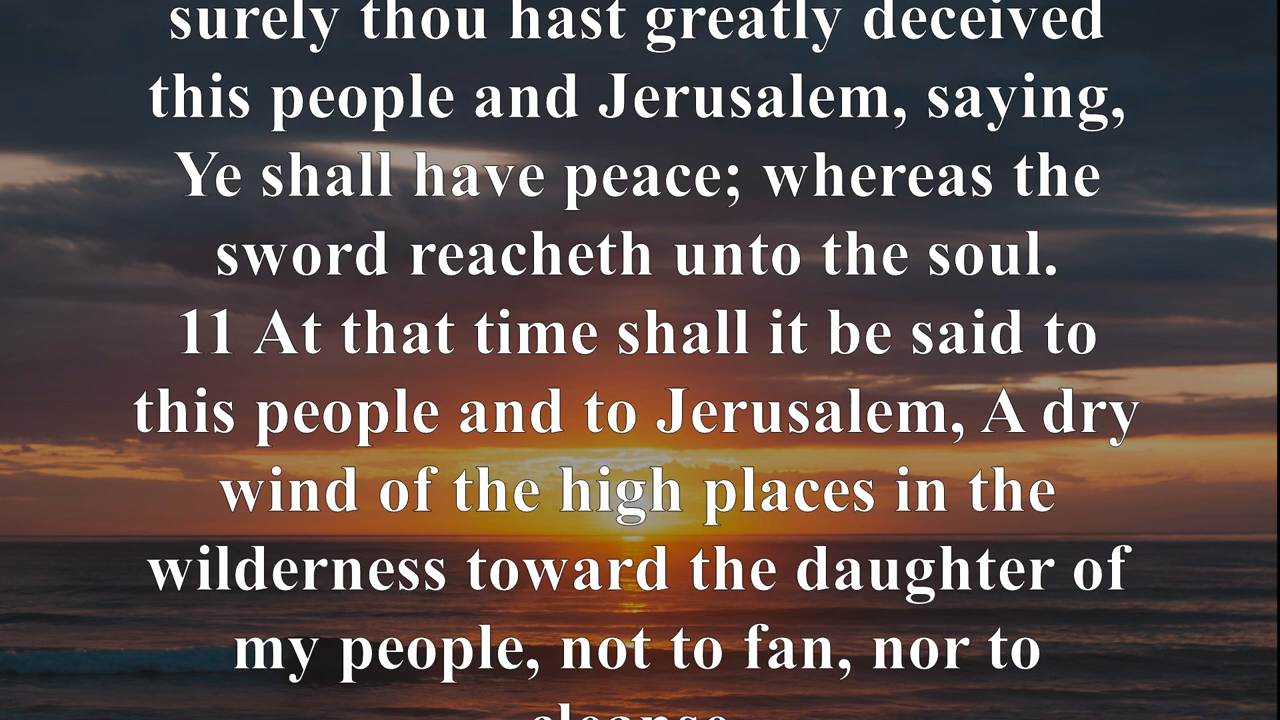 surely thou hast greatly deceived
this people and Jerusalem, saying,
Ye shall have peace; whereas the
sword reacheth unto the soul.
11 At that time shall it be said to
this people and to Jerusalem, A dry
wind of the high places in the
wilderness toward the daughter of
my people, not to fan, nor to
cleanse,